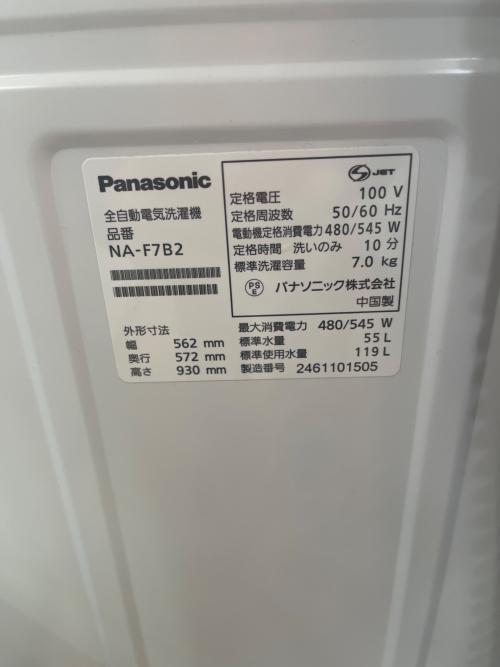 Panasonic
全自動電気洗濯機
品番
NA-F7B2
外形寸法
幅 562 mm
奥行 572 mm
高さ 930 mm
S JET
定格電圧 100 V
定格周波数 50/60 Hz
電動機定格消費電力 480/545 W
定格時間 洗いのみ 10 分
標準洗濯容量 7.0 kg
PS
E
パナソニック株式会社
中国製
最大消費電力 480/545 W
標準水量 55 L
標準使用水量 119 L
製造番号 2461101505